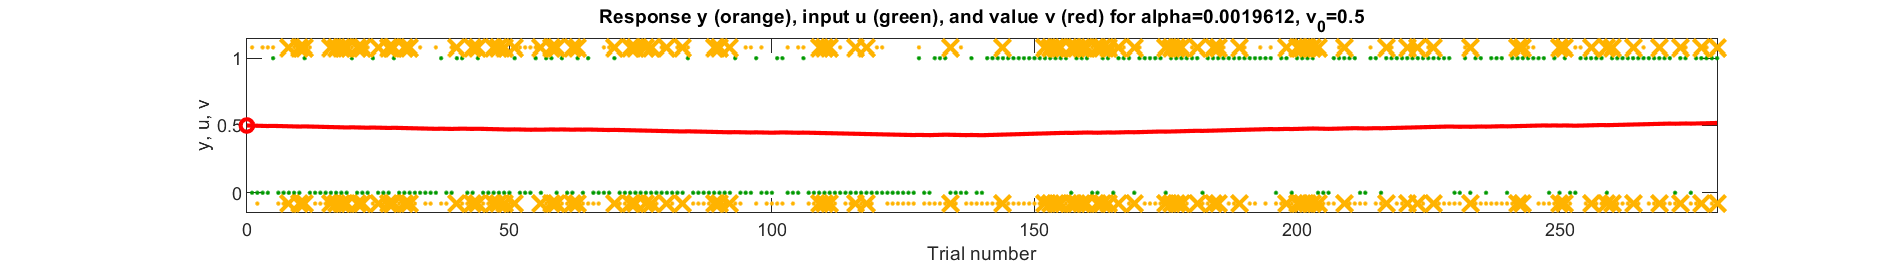 Response y (orange), input u (green), and value v (red) for alpha=0.0019612, v0=0.5
y, u, v
1
0.5
0
0 50 100 150 200 250
Trial number